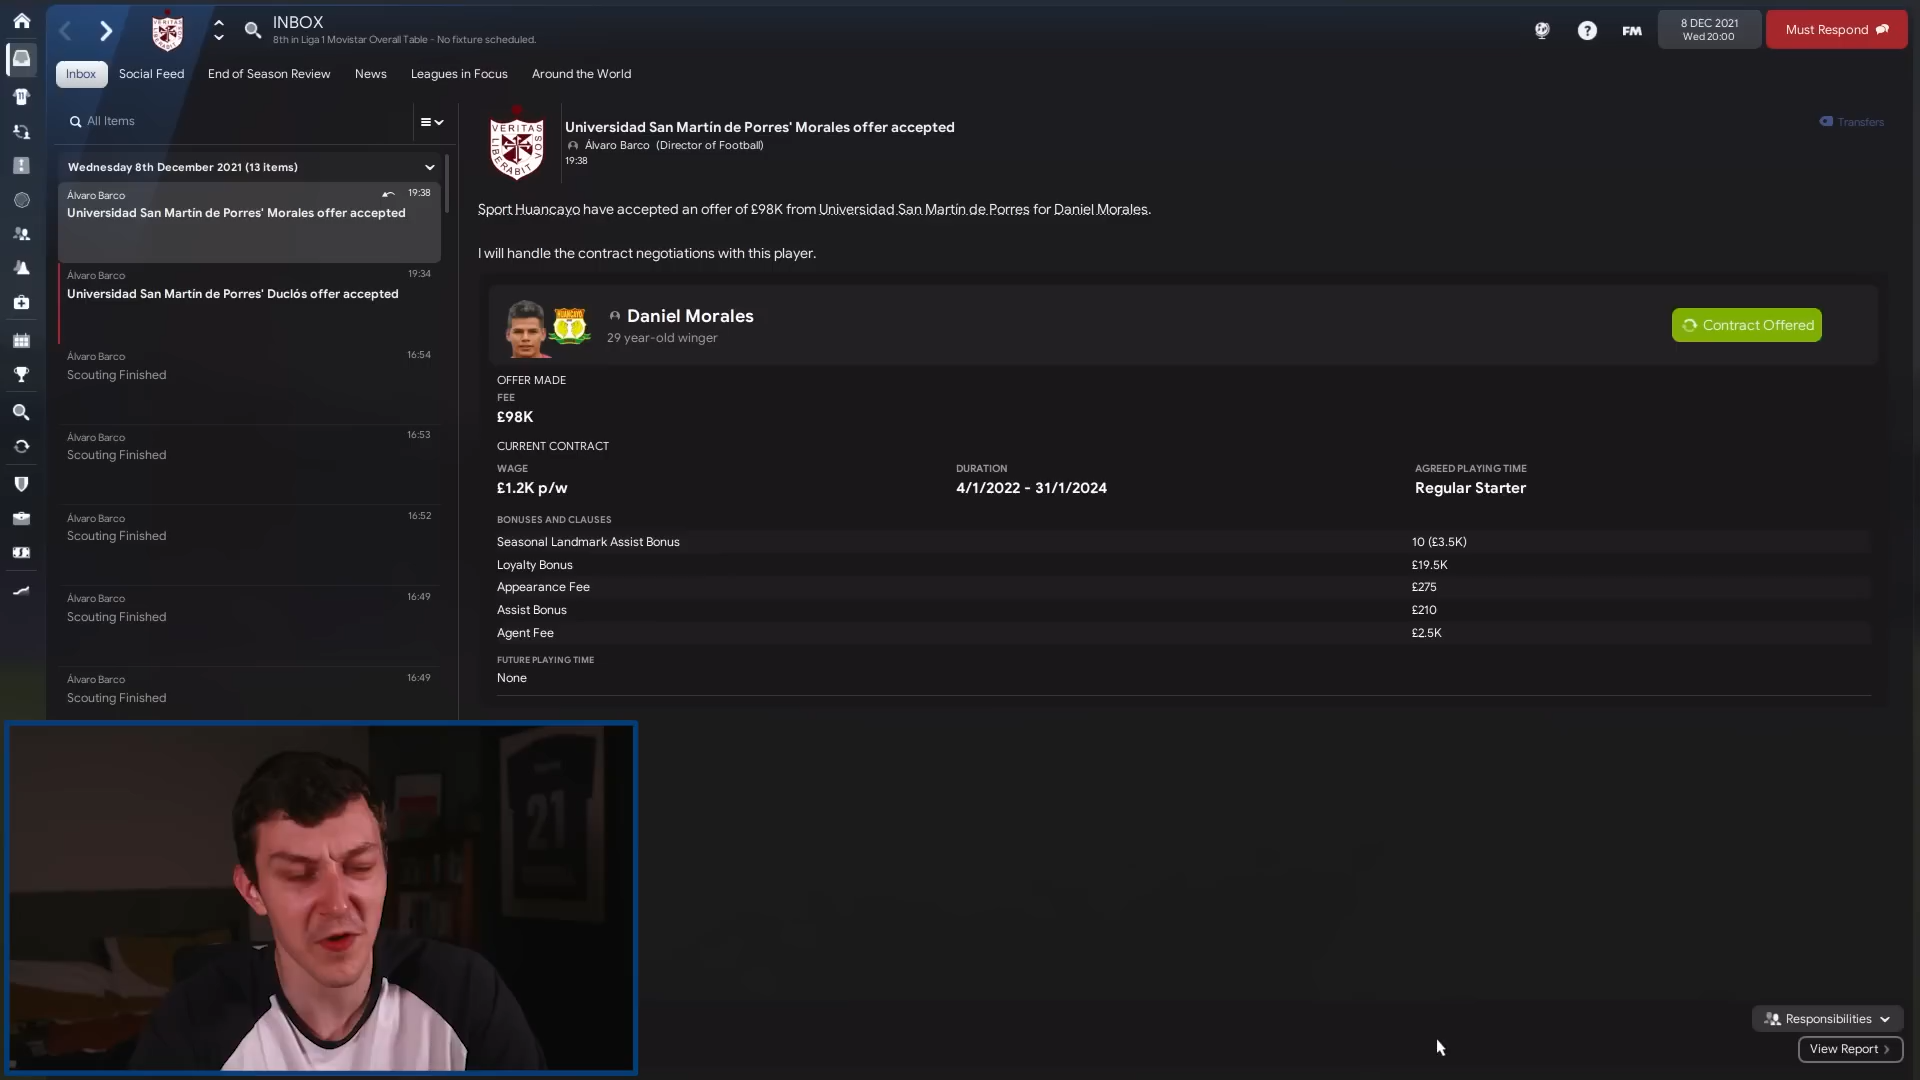 INBOX
8th in Liga 1 Movistar Overall Table - No fixture scheduled.
FM
8 DEC 2021
Wed 20:00
Must Respond
Inbox
Social Feed
End of Season Review
News
Leagues in Focus
Around the World
All Items
Wednesday 8th December 2021 (13 items)
Álvaro Barco
19:38
Universidad San Martín de Porres' Morales offer accepted
Álvaro Barco
19:34
Universidad San Martín de Porres' Duclós offer accepted
Álvaro Barco
16:54
Scouting Finished
Álvaro Barco
16:53
Scouting Finished
Álvaro Barco
16:52
Scouting Finished
Álvaro Barco
16:49
Scouting Finished
Álvaro Barco
16:49
Scouting Finished
VERITAS
LIBERABIT
VOS
Universidad San Martín de Porres' Morales offer accepted
Álvaro Barco (Director of Football)
19:38
Transfers
Sport Huancayo have accepted an offer of £98K from Universidad San Martín de Porres for Daniel Morales.
I will handle the contract negotiations with this player.
HUANCAYO
Daniel Morales
29 year-old winger
Contract Offered
OFFER MADE
FEE
£98K
CURRENT CONTRACT
WAGE
DURATION
AGREED PLAYING TIME
£1.2K p/w
4/1/2022 - 31/1/2024
Regular Starter
BONUSES AND CLAUSES
Seasonal Landmark Assist Bonus
10 (£3.5K)
Loyalty Bonus
£19.5K
Appearance Fee
£275
Assist Bonus
£210
Agent Fee
£2.5K
FUTURE PLAYING TIME
None
21
Responsibilities
View Report